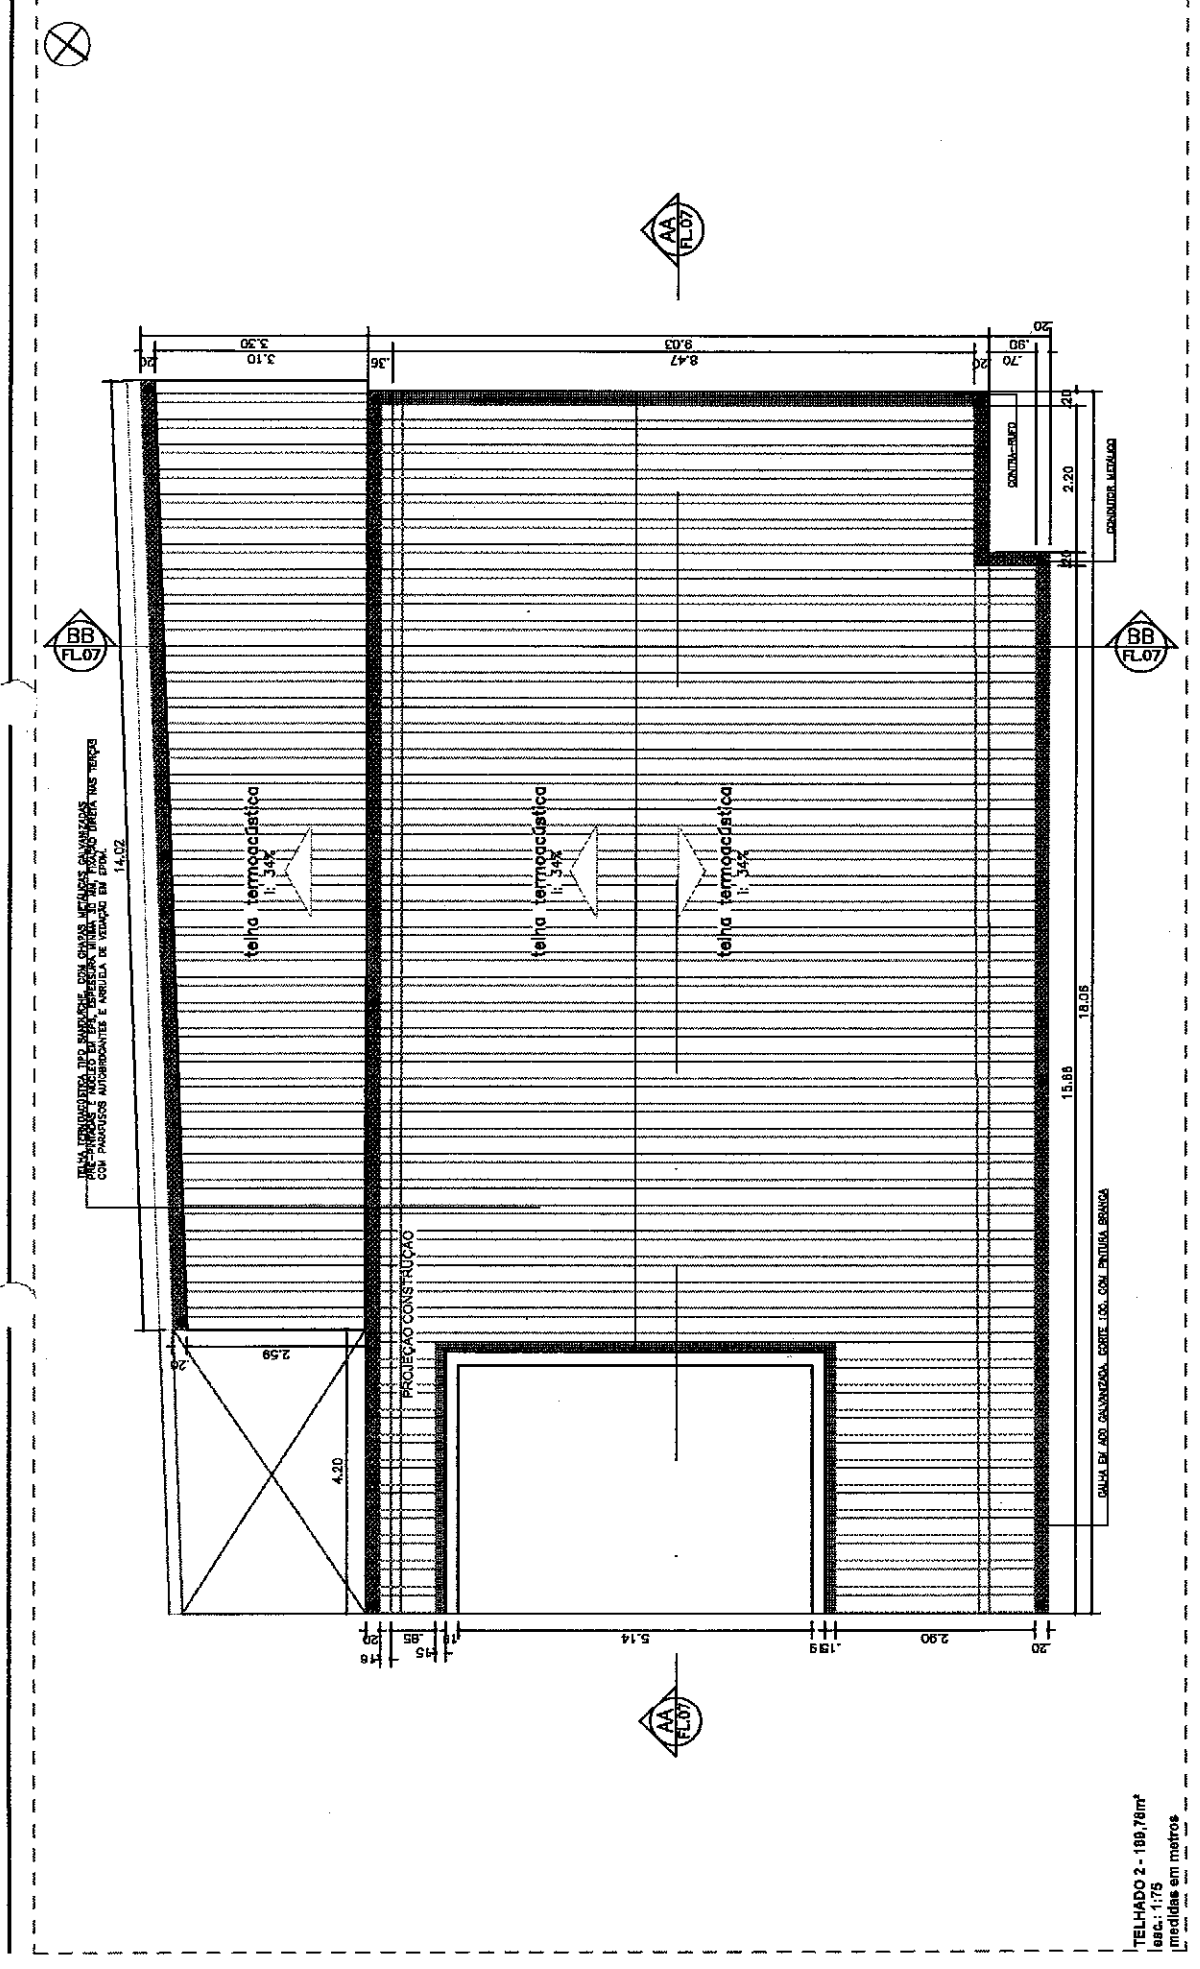 AA
FL.07
BB
FL.07
BB
FL.07
AA
FL.07
TELHA TERMOACÚSTICA TIPO SANDUÍCHE, COM CHAPAS METÁLICAS GALVANIZADAS
PRÉ-PINTADAS E NÚCLEO EM EPS, ESPESSURA MÍNIMA 30 MM, FIXAÇÃO DIRETA NAS TERÇAS
COM PARAFUSOS AUTOBROCANTES E ARRUELA DE VEDAÇÃO EM EPDM.
14.02
.20
3.10
3.30
.36
8.47
9.03
.20
.70
.90
.20
telha termoacústica
i: 34%
telha termoacústica
i: 34%
telha termoacústica
i: 34%
CONTRA-RUFO
CONDUTOR METÁLICO
.20
2.20
.20
15.86
18.06
PROJEÇÃO CONSTRUÇÃO
.20
2.59
4.20
.20
.16
.85
.15
5.14
.15
2.90
.20
CALHA EM AÇO GALVANIZADA, CORTE 100, COM PINTURA BRANCA
TELHADO 2 - 189,78m²
esc.: 1:75
medidas em metros